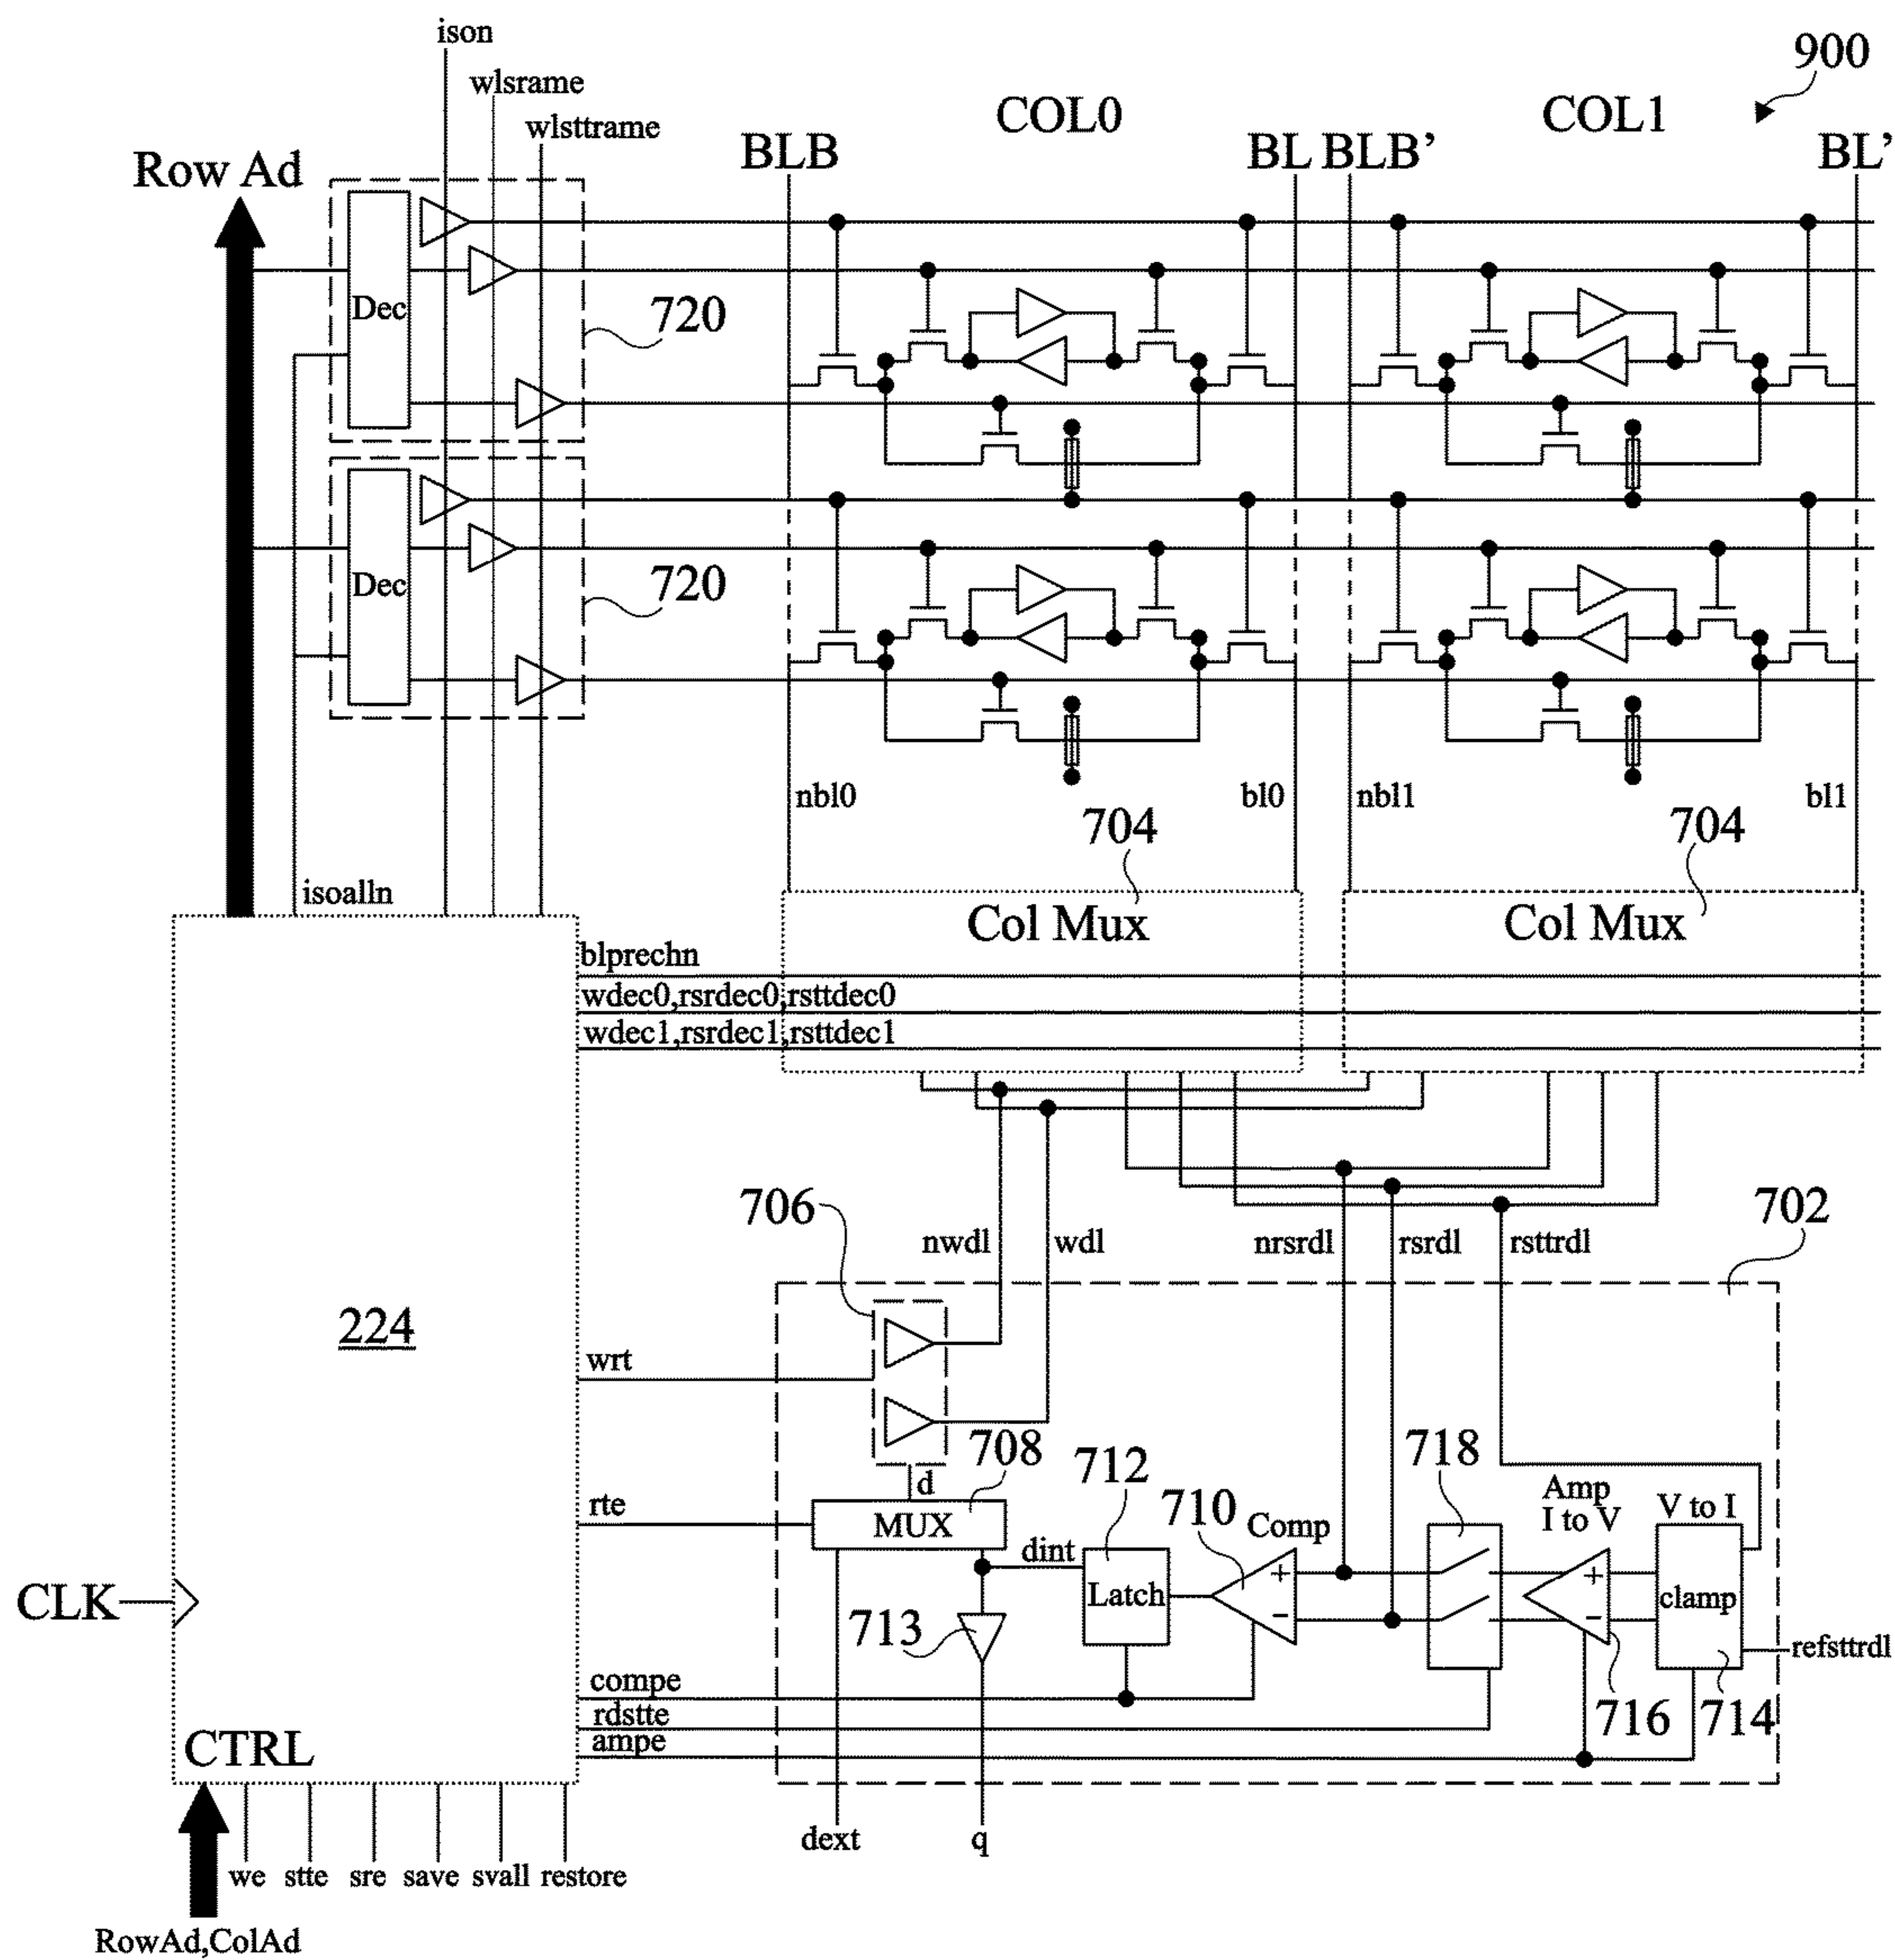 ison
900
wlsrame
COL0
COL1
wlsttrame
BLB
BL
BLB’
BL’
Row Ad
Dec
720
Dec
720
nbl0
bl0
nbl1
bl1
704
704
isoalln
Col Mux
Col Mux
blprechn
wdec0,rsrdec0,rsttdec0
wdec1,rsrdec1,rsttdec1
706
702
nwdl
wdl
nrsrdl
rsrdl
rsttrdl
224
wrt
708
712
718
d
710
Amp
I to V
V to I
rte
MUX
Comp
dint
+
+
CLK
Latch
clamp
713
−
−
refsttrdl
compe
716
714
rdstte
ampe
CTRL
dext
q
we
stte
sre
save
svall
restore
RowAd,ColAd